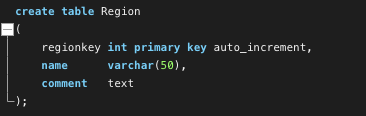 create table Region
(
    regionkey int primary key auto_increment,
    name      varchar(50),
    comment   text
);